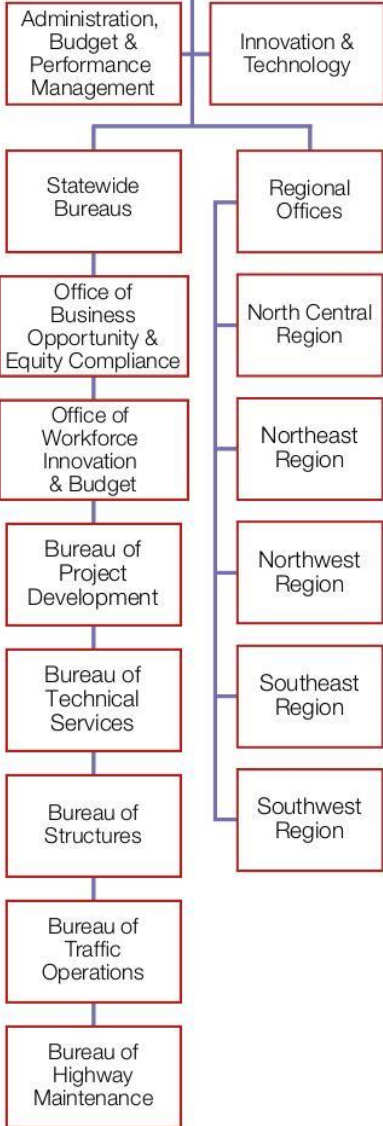 Administration,
Budget &
Performance
Management
Innovation &
Technology
Statewide
Bureaus
Office of
Business
Opportunity &
Equity Compliance
Office of
Workforce
Innovation
& Budget
Bureau of
Project
Development
Bureau of
Technical
Services
Bureau of
Structures
Bureau of
Traffic
Operations
Bureau of
Highway
Maintenance
Regional
Offices
North Central
Region
Northeast
Region
Northwest
Region
Southeast
Region
Southwest
Region